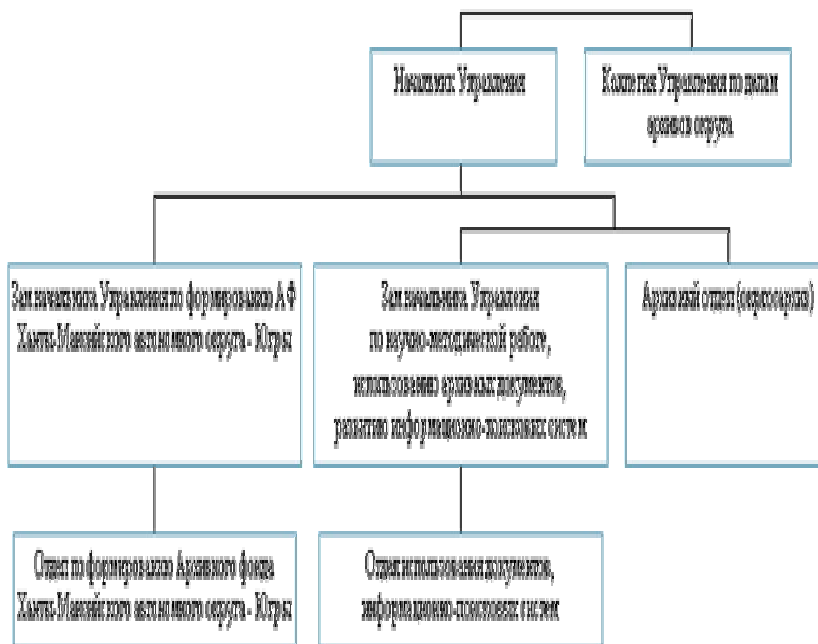 Начальник Управления
Коллегия Управления по делам
архивов округа
Зам начальника Управления по формированию АФ
Ханты-Мансийского автономного округа - Югры
Зам начальника Управления
по научно-методической работе,
использованию архивных документов,
развитию информационно-поисковых систем
Архивный отдел (окргосархив)
Отдел по формированию Архивного фонда
Ханты-Мансийского автономного округа - Югры
Отдел использования документов,
информационно-поисковых систем